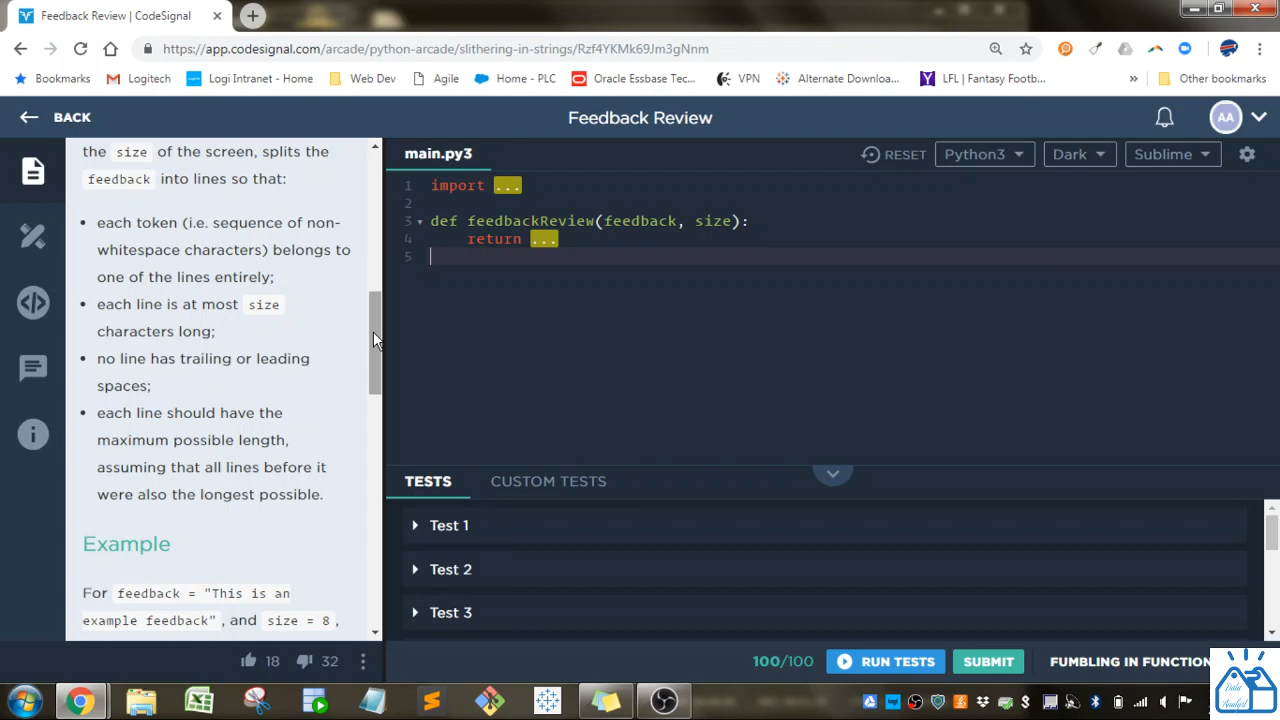 Feedback Review | CodeSignal
https://app.codesignal.com/arcade/python-arcade/slithering-in-strings/Rzf4YKMk69Jm3gNnm
Bookmarks Logitech Logi Intranet - Home Web Dev Agile Home - PLC Oracle Essbase Tec... VPN Alternate Downloa... LFL | Fantasy Footb... » Other bookmarks
BACK
Feedback Review
AA
the size of the screen, splits the
feedback into lines so that:
• each token (i.e. sequence of non-
whitespace characters) belongs to
one of the lines entirely;
• each line is at most size
characters long;
• no line has trailing or leading
spaces;
• each line should have the
maximum possible length,
assuming that all lines before it
were also the longest possible.
Example
For feedback = "This is an
example feedback", and size = 8,
18 32
main.py3
RESET Python3 Dark Sublime
1 import ...
2
3 def feedbackReview(feedback, size):
4 return ...
5
TESTS CUSTOM TESTS
Test 1
Test 2
Test 3
100/100 RUN TESTS SUBMIT FUMBLING IN FUNCTION
Data
Analyst